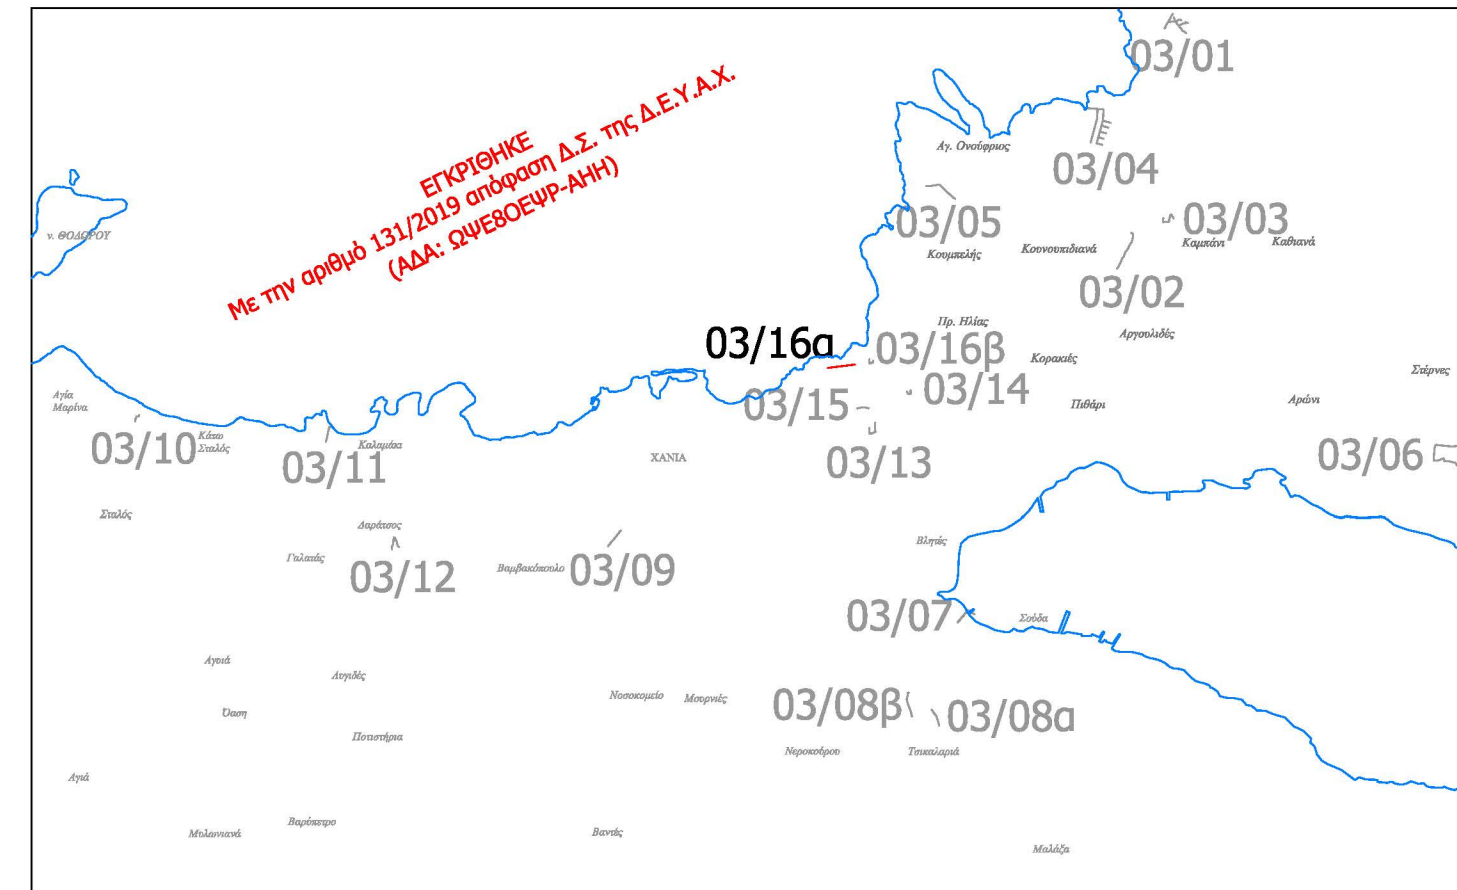 03/01
ΕΓΚΡΙΘΗΚΕ
Με την αριθμό 131/2019 απόφαση Δ.Σ. της Δ.Ε.Υ.Α.Χ.
(ΑΔΑ: ΩΨΕ8ΟΕΨΡ-ΑΗΗ)
Αγ. Ονούφριος
03/04
03/05
03/03
ν. ΘΟΔΩΡΟΥ
Κουμπελής
Κουνουπιδιανά
Καμπάνι
Καθιανά
03/02
Πρ. Ηλίας
Αργουλιδές
03/16α
03/16β
Κορακιές
Στέρνες
03/14
Αγία
Μαρίνα
03/15
Πιθάρι
Αρώνι
03/10
Κάτω
Σταλός
03/11
Καλαμάκι
ΧΑΝΙΑ
03/13
03/06
Σταλός
Δαράτσος
Βλητές
Γαλατάς
03/12
Βαμβακόπουλο
03/09
03/07
Σούδα
Αγυιά
Λυγιδές
Νοσοκομείο
Μουρνιές
03/08β
03/08α
Όαση
Ποτιστήρια
Νεροκούρου
Τσικαλαριά
Αγιά
Μυλωνιανά
Βαρύπετρο
Βαντές
Μαλάξα